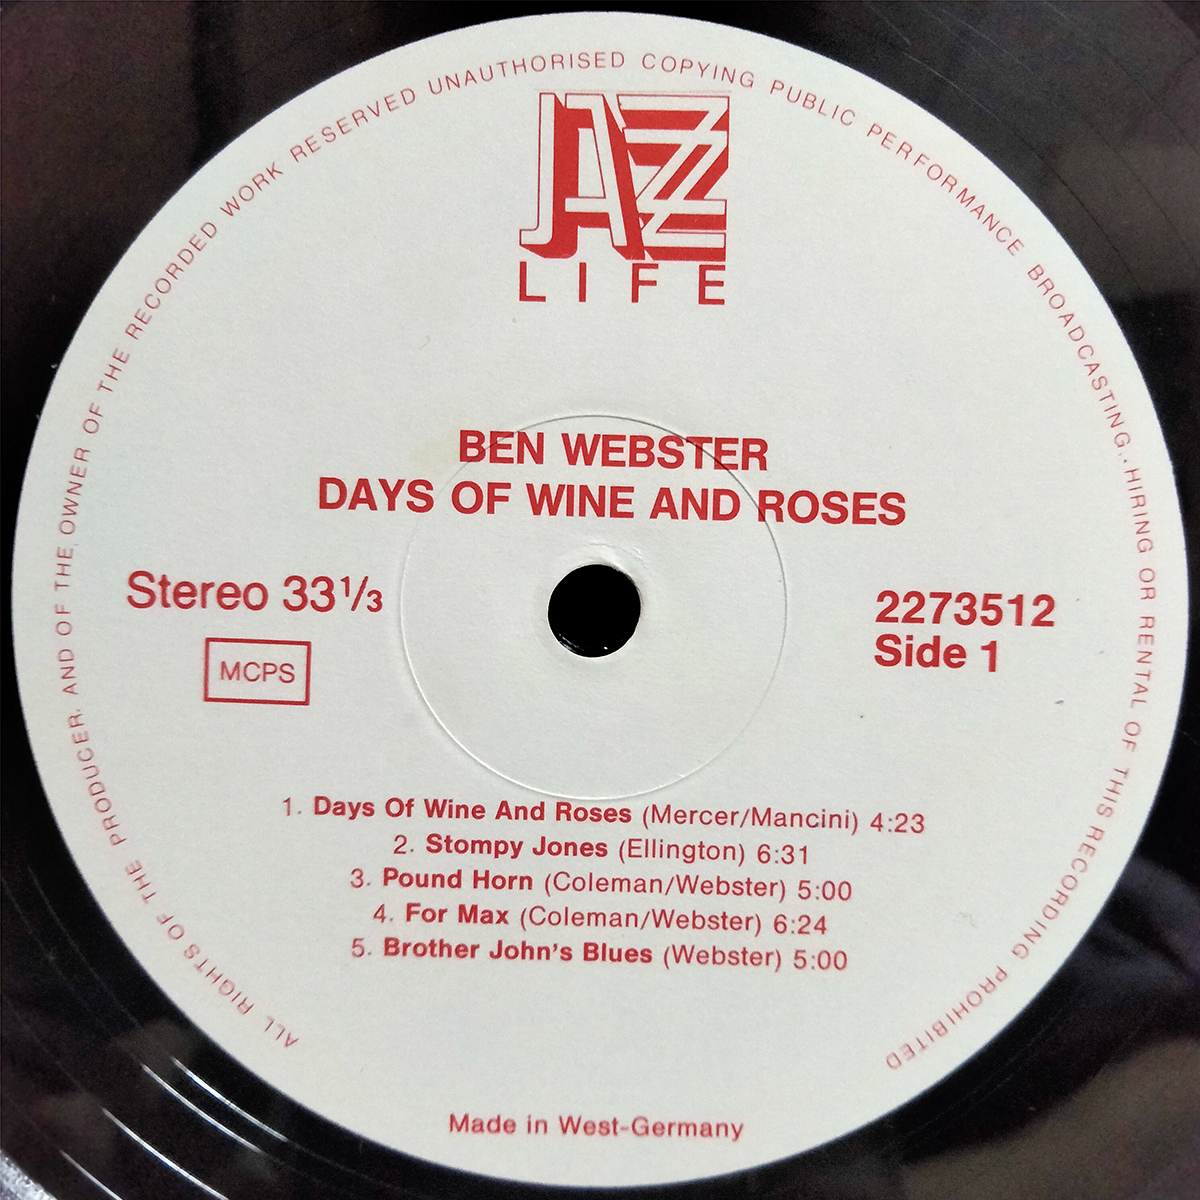 ALL RIGHTS OF THE PRODUCER. AND OF THE OWNER OF THE RECORDED WORK RESERVED UNAUTHORISED COPYING PUBLIC PERFORMANCE BROADCASTING. · HIRING OR RENTAL OF THIS RECORDING PROHIBITED
JAZZ
LIFE
BEN WEBSTER
DAYS OF WINE AND ROSES
Stereo 33⅓
MCPS
2273512
Side 1
1. Days Of Wine And Roses (Mercer/Mancini) 4:23
2. Stompy Jones (Ellington) 6:31
3. Pound Horn (Coleman/Webster) 5:00
4. For Max (Coleman/Webster) 6:24
5. Brother John's Blues (Webster) 5:00
Made in West-Germany